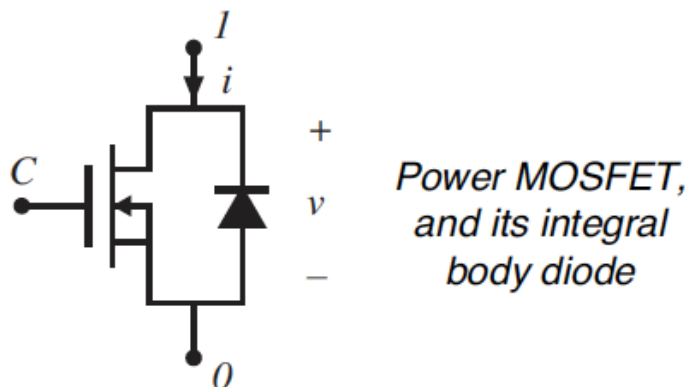 1
i
+
C
v
–
0
Power MOSFET,
and its integral
body diode